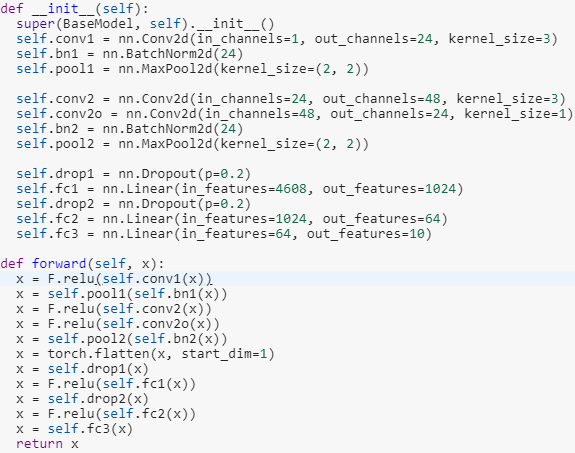 def __init__(self):
  super(BaseModel, self).__init__()
  self.conv1 = nn.Conv2d(in_channels=1, out_channels=24, kernel_size=3)
  self.bn1 = nn.BatchNorm2d(24)
  self.pool1 = nn.MaxPool2d(kernel_size=(2, 2))

  self.conv2 = nn.Conv2d(in_channels=24, out_channels=48, kernel_size=3)
  self.conv2o = nn.Conv2d(in_channels=48, out_channels=24, kernel_size=1)
  self.bn2 = nn.BatchNorm2d(24)
  self.pool2 = nn.MaxPool2d(kernel_size=(2, 2))

  self.drop1 = nn.Dropout(p=0.2)
  self.fc1 = nn.Linear(in_features=4608, out_features=1024)
  self.drop2 = nn.Dropout(p=0.2)
  self.fc2 = nn.Linear(in_features=1024, out_features=64)
  self.fc3 = nn.Linear(in_features=64, out_features=10)

def forward(self, x):
  x = F.relu(self.conv1(x))
  x = self.pool1(self.bn1(x))
  x = F.relu(self.conv2(x))
  x = F.relu(self.conv2o(x))
  x = self.pool2(self.bn2(x))
  x = torch.flatten(x, start_dim=1)
  x = self.drop1(x)
  x = F.relu(self.fc1(x))
  x = self.drop2(x)
  x = F.relu(self.fc2(x))
  x = self.fc3(x)
  return x